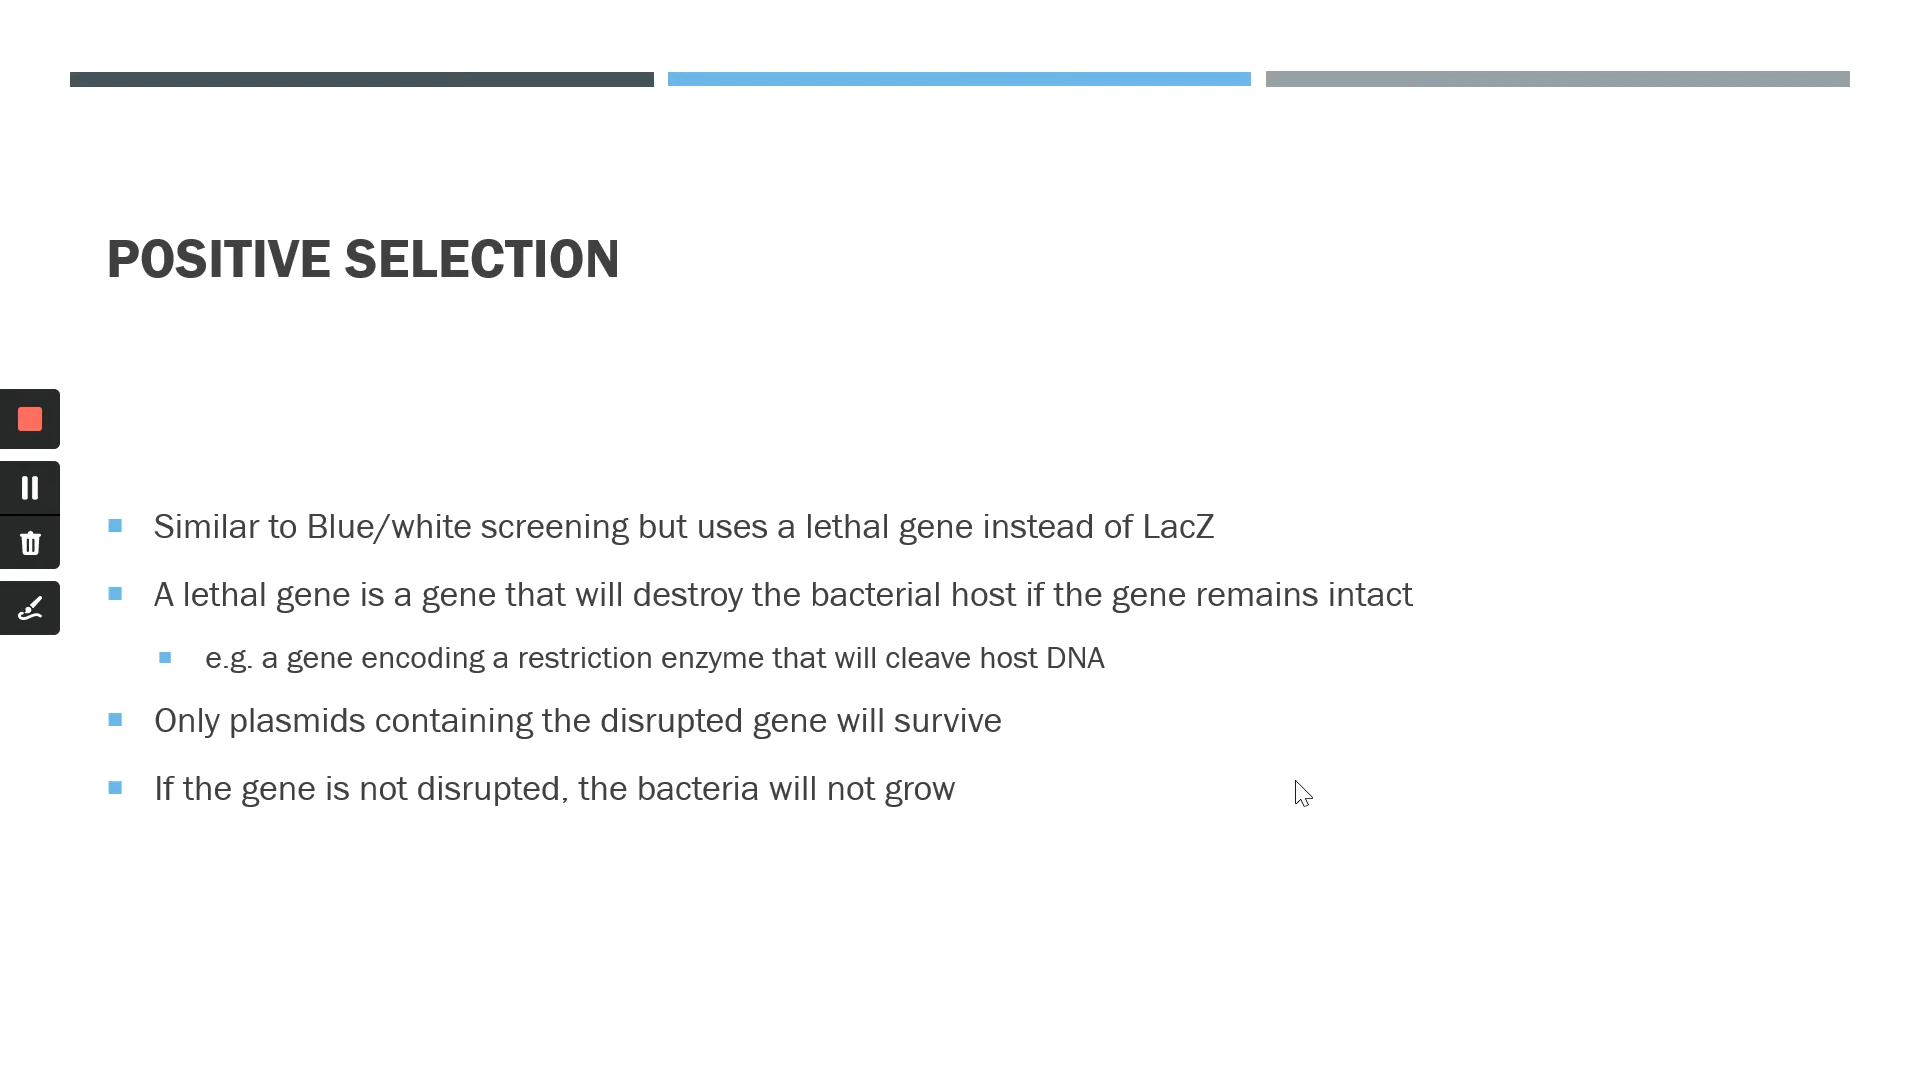 POSITIVE SELECTION
Similar to Blue/white screening but uses a lethal gene instead of LacZ
A lethal gene is a gene that will destroy the bacterial host if the gene remains intact
e.g. a gene encoding a restriction enzyme that will cleave host DNA
Only plasmids containing the disrupted gene will survive
If the gene is not disrupted, the bacteria will not grow